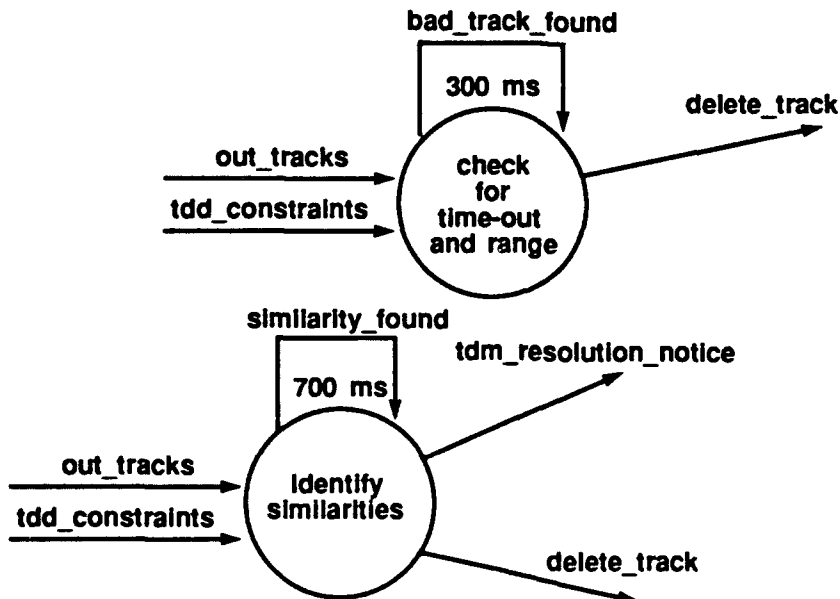 bad_track_found
300 ms
delete_track
out_tracks
tdd_constraints
check
for
time-out
and range
similarity_found
700 ms
tdm_resolution_notice
out_tracks
tdd_constraints
identify
similarities
delete_track